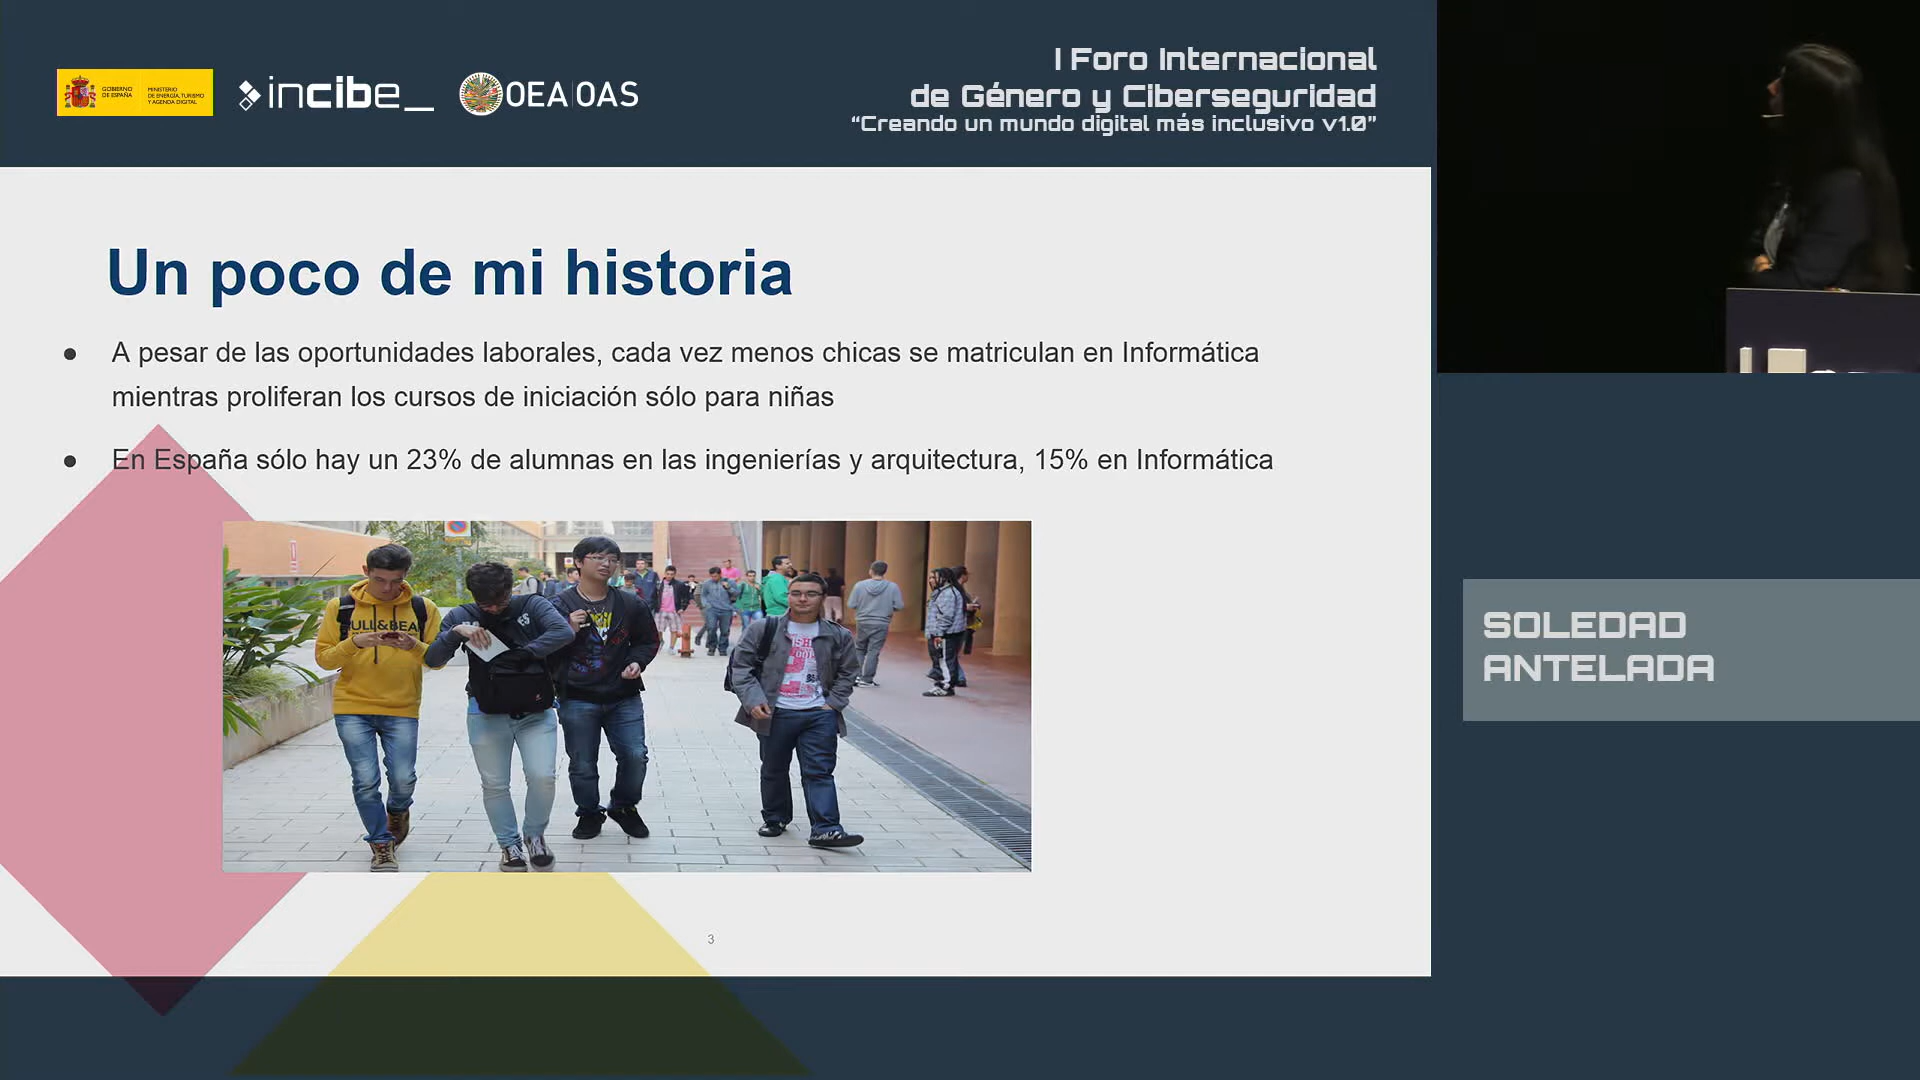 GOBIERNO
DE ESPAÑA
MINISTERIO
DE ENERGÍA, TURISMO
Y AGENDA DIGITAL
incibe_
OEA OAS
I Foro Internacional
de Género y Ciberseguridad
“Creando un mundo digital más inclusivo v1.0”
Un poco de mi historia
● A pesar de las oportunidades laborales, cada vez menos chicas se matriculan en Informática
mientras proliferan los cursos de iniciación sólo para niñas
● En España sólo hay un 23% de alumnas en las ingenierías y arquitectura, 15% en Informática
3
SOLEDAD
ANTELADA